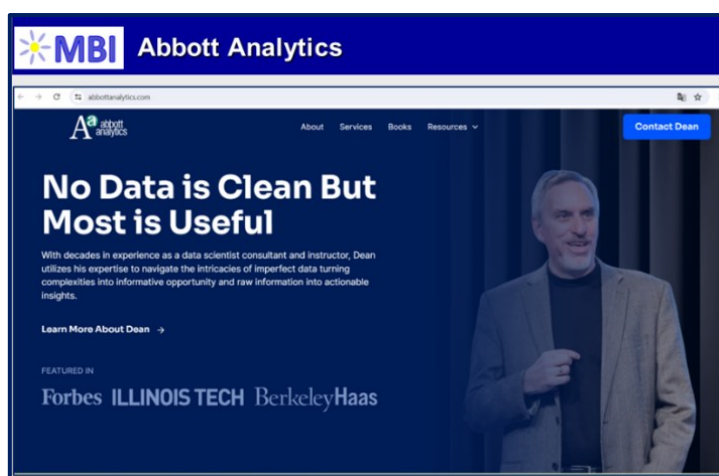 MBI Abbott Analytics
abbottanalytics.com
Aa abbott
analytics
About Services Books Resources
Contact Dean
No Data is Clean But
Most is Useful
With decades in experience as a data scientist consultant and instructor, Dean
utilizes his expertise to navigate the intricacies of imperfect data turning
complexities into informative opportunity and raw information into actionable
insights.
Learn More About Dean →
FEATURED IN
Forbes ILLINOIS TECH BerkeleyHaas